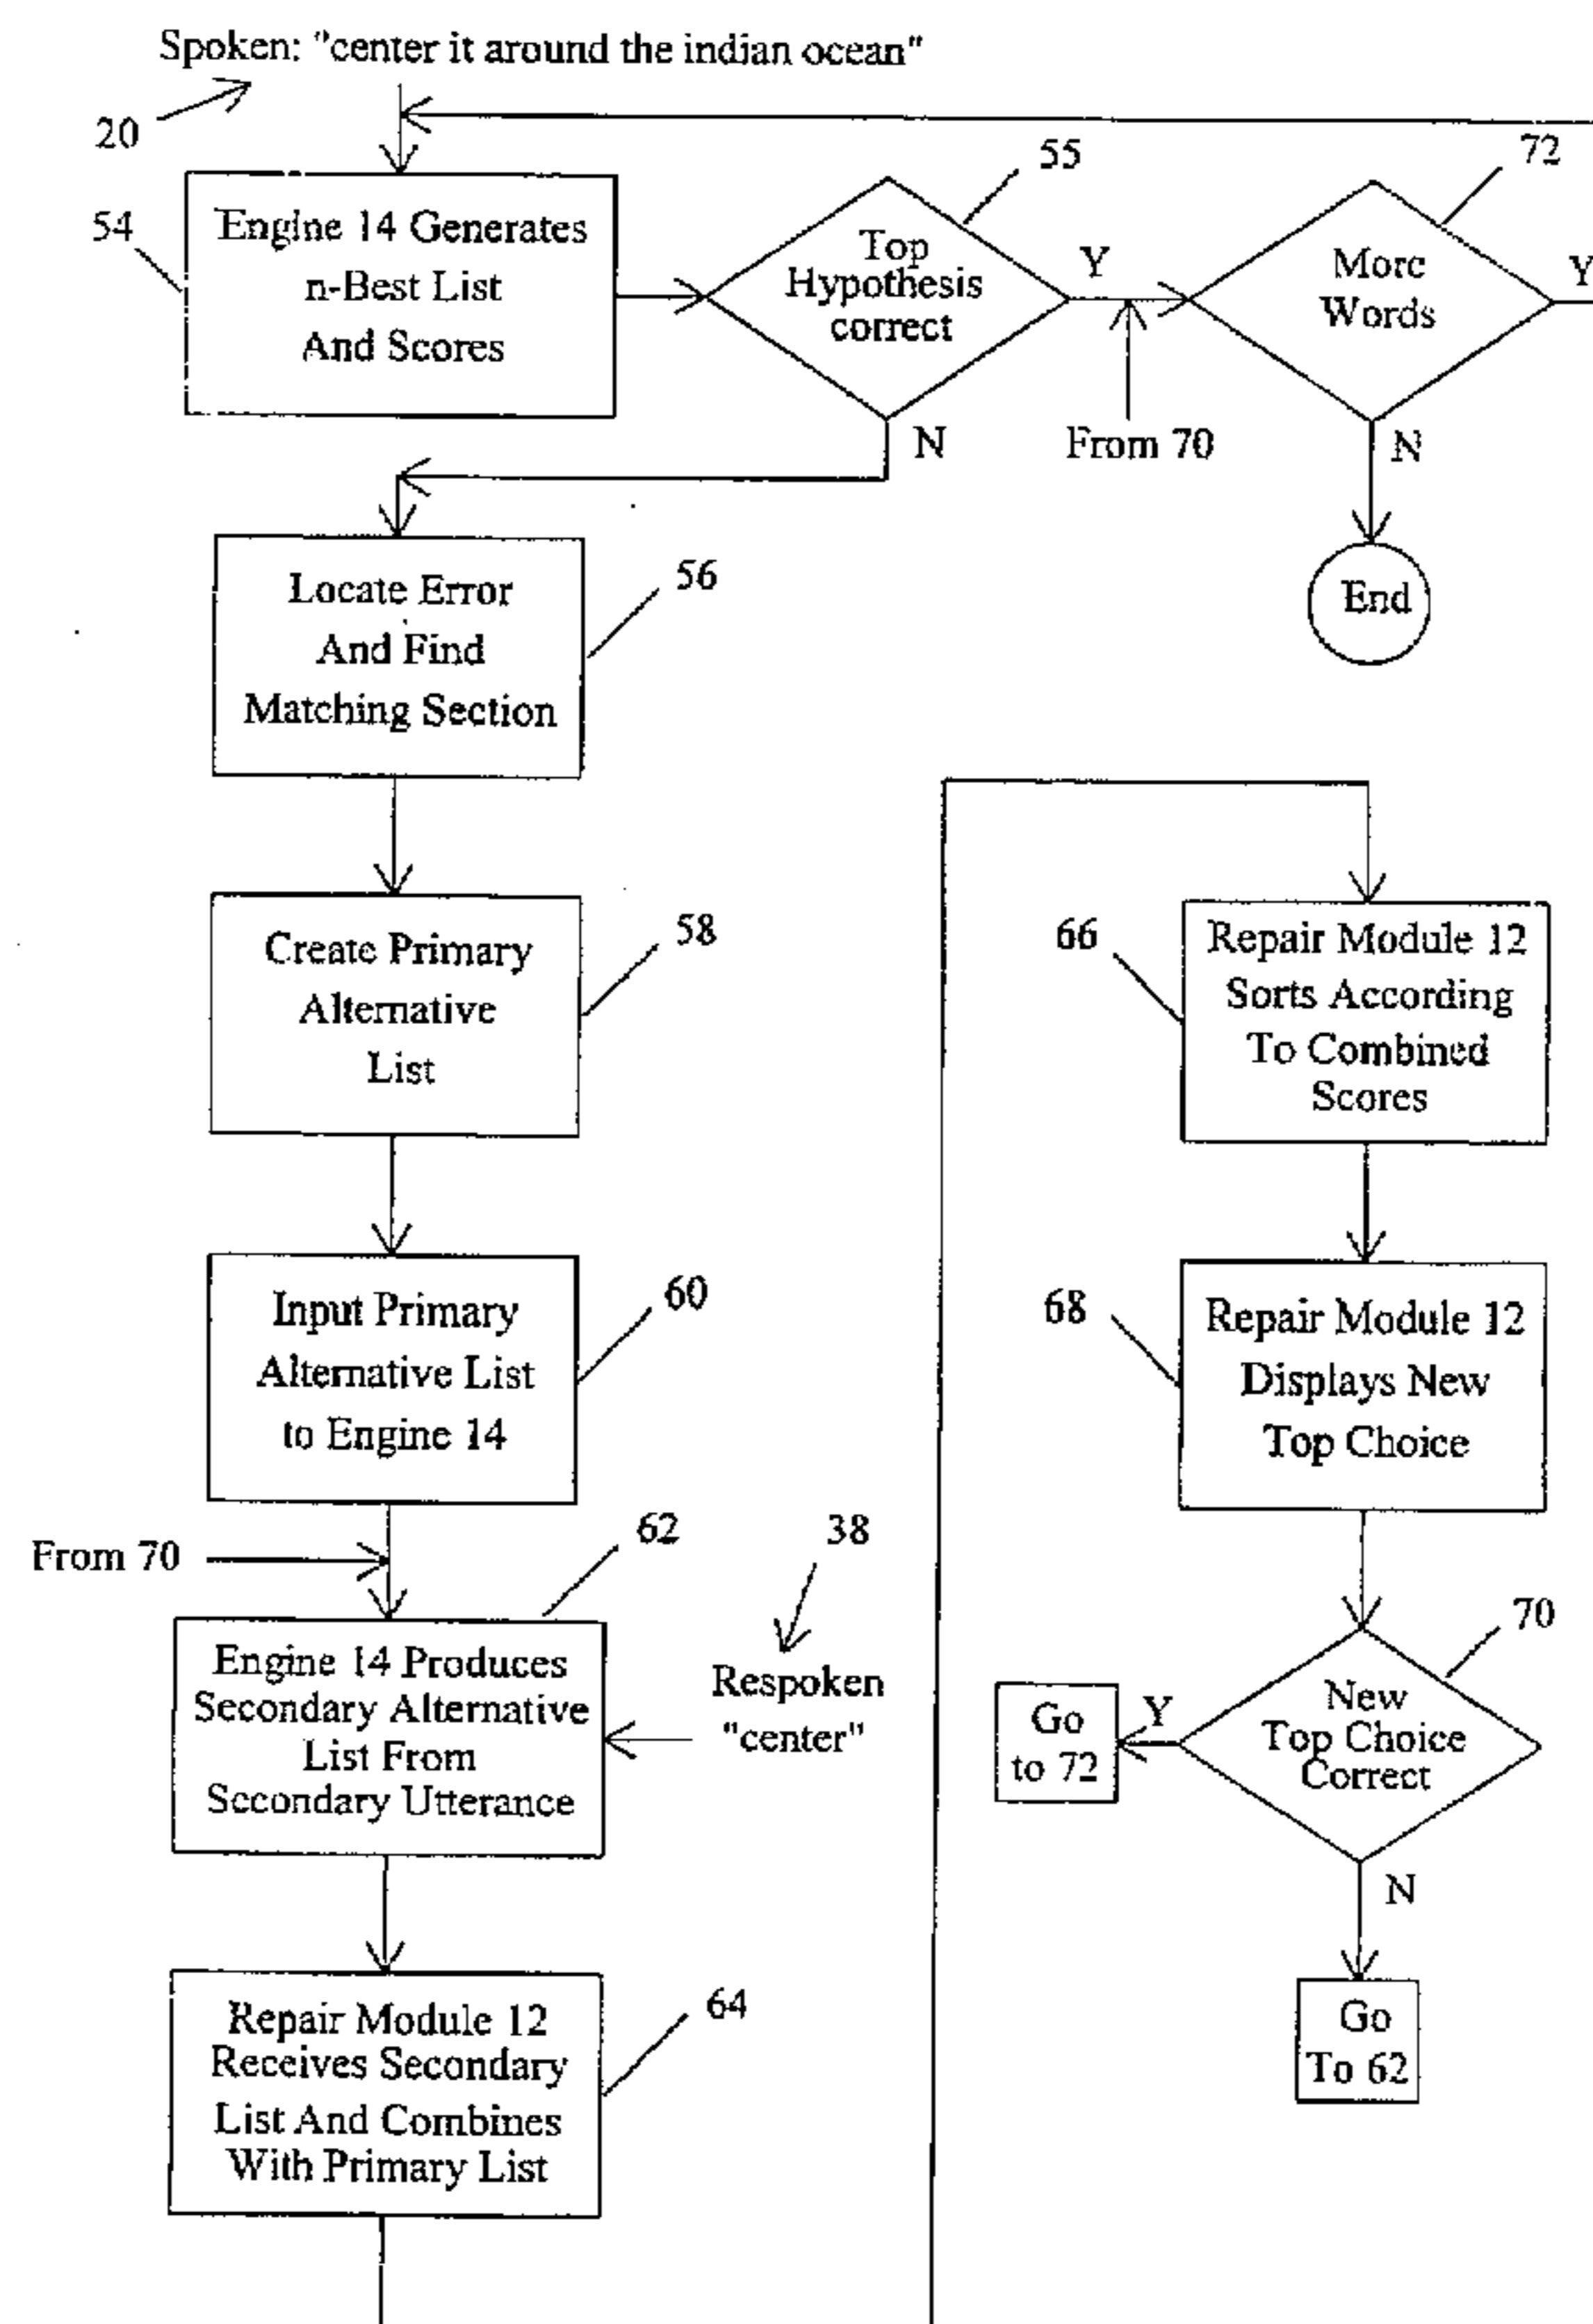 Spoken: "center it around the indian ocean"
20
54
Engine 14 Generates
n-Best List
And Scores
55
Top
Hypothesis
correct
Y
N
From 70
72
More
Words
Y
N
End
Locate Error
And Find
Matching Section
56
Create Primary
Alternative
List
58
Input Primary
Alternative List
to Engine 14
60
From 70
62
38
Engine 14 Produces
Secondary Alternative
List From
Secondary Utterance
Respoken
"center"
Repair Module 12
Receives Secondary
List And Combines
With Primary List
64
66
Repair Module 12
Sorts According
To Combined
Scores
68
Repair Module 12
Displays New
Top Choice
70
New
Top Choice
Correct
Y
Go
to 72
N
Go
To 62